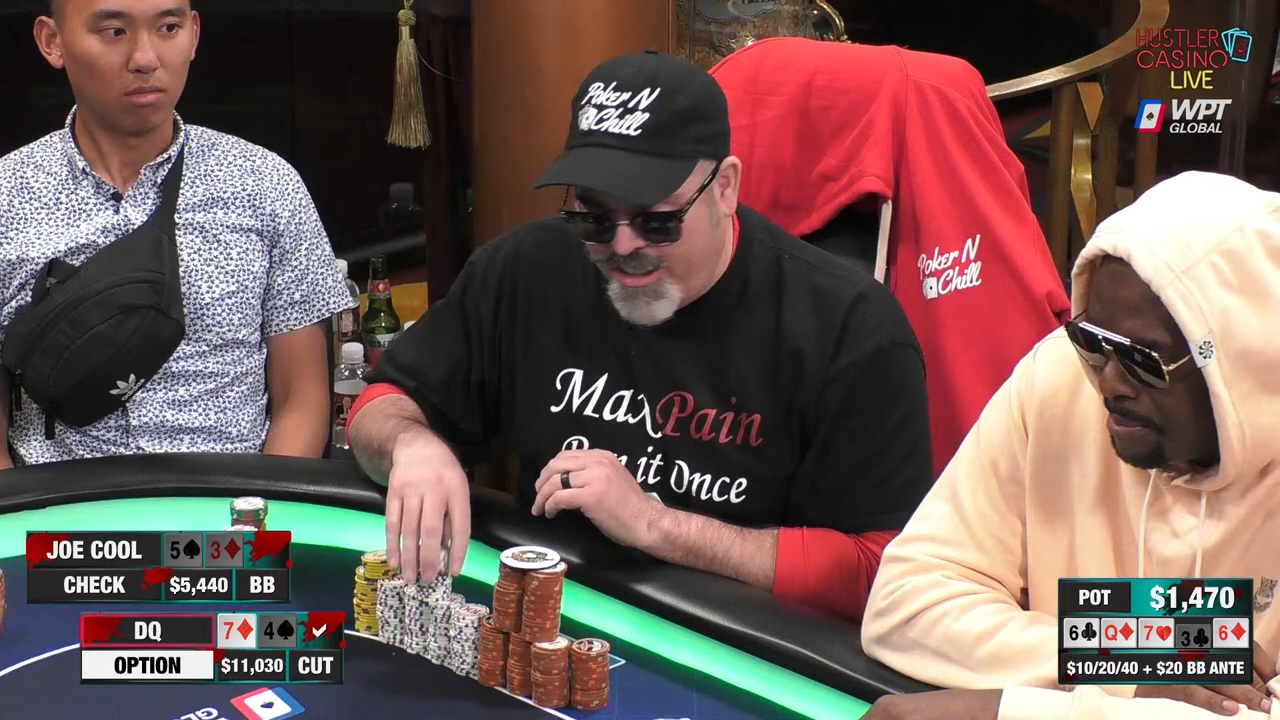 HUSTLER
CASINO
LIVE
WPT
GLOBAL
Poker N
Chill
Poker N
Chill
MaxPain
it Once
JOE COOL 5♠ 3♦
CHECK $5,440 BB
DQ 7♦ 4♠
OPTION $11,030 CUT
POT $1,470
6♣ Q♦ 7♥ 3♣ 6♦
$10/20/40 + $20 BB ANTE